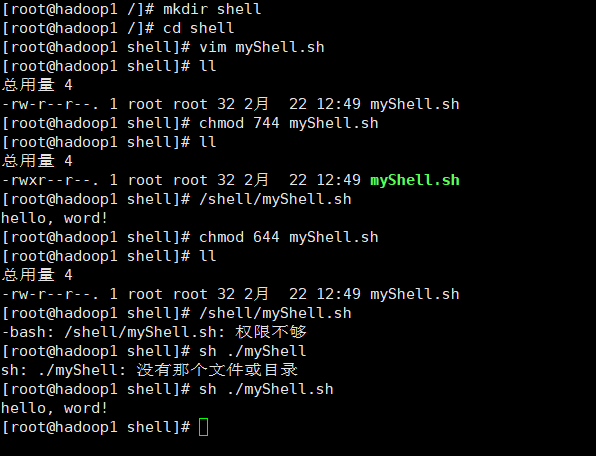 [root@hadoop1 /]# mkdir shell
[root@hadoop1 /]# cd shell
[root@hadoop1 shell]# vim myShell.sh
[root@hadoop1 shell]# ll
总用量 4
-rw-r--r--. 1 root root 32 2月  22 12:49 myShell.sh
[root@hadoop1 shell]# chmod 744 myShell.sh
[root@hadoop1 shell]# ll
总用量 4
-rwxr--r--. 1 root root 32 2月  22 12:49 myShell.sh
[root@hadoop1 shell]# /shell/myShell.sh
hello, word!
[root@hadoop1 shell]# chmod 644 myShell.sh
[root@hadoop1 shell]# ll
总用量 4
-rw-r--r--. 1 root root 32 2月  22 12:49 myShell.sh
[root@hadoop1 shell]# /shell/myShell.sh
-bash: /shell/myShell.sh: 权限不够
[root@hadoop1 shell]# sh ./myShell
sh: ./myShell: 没有那个文件或目录
[root@hadoop1 shell]# sh ./myShell.sh
hello, word!
[root@hadoop1 shell]#